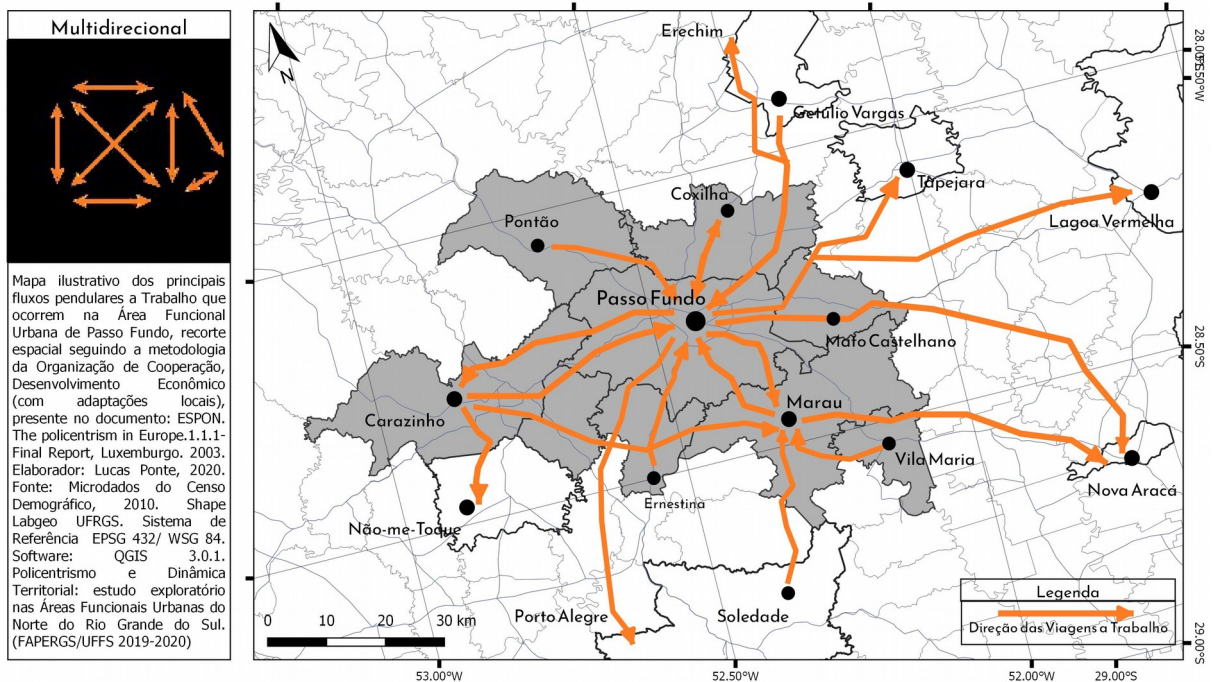 Multidirecional
Mapa ilustrativo dos principais
fluxos pendulares a Trabalho que
ocorrem na Área Funcional
Urbana de Passo Fundo, recorte
espacial seguindo a metodologia
da Organização de Cooperação,
Desenvolvimento Econômico
(com adaptações locais),
presente no documento: ESPON.
The policentrism in Europe.1.1.1-
Final Report, Luxemburgo. 2003.
Elaborador: Lucas Ponte, 2020.
Fonte: Microdados do Censo
Demográfico, 2010. Shape
Labgeo UFRGS. Sistema de
Referência EPSG 432/ WSG 84.
Software: QGIS 3.0.1.
Policentrismo e Dinâmica
Territorial: estudo exploratório
nas Áreas Funcionais Urbanas do
Norte do Rio Grande do Sul.
(FAPERGS/UFFS 2019-2020)
N
Erechim
Getúlio Vargas
Tapejara
Coxilha
Pontão
Lagoa Vermelha
Passo Fundo
Mato Castelhano
Marau
Carazinho
Vila Maria
Ernestina
Nova Araçá
Não-me-Toque
Porto Alegre
Soledade
0 10 20 30 km
Legenda
Direção das Viagens a Trabalho
28.00°S
28.50°S
29.00°S
53.00°W
52.50°W
52.00°W
29.00°S